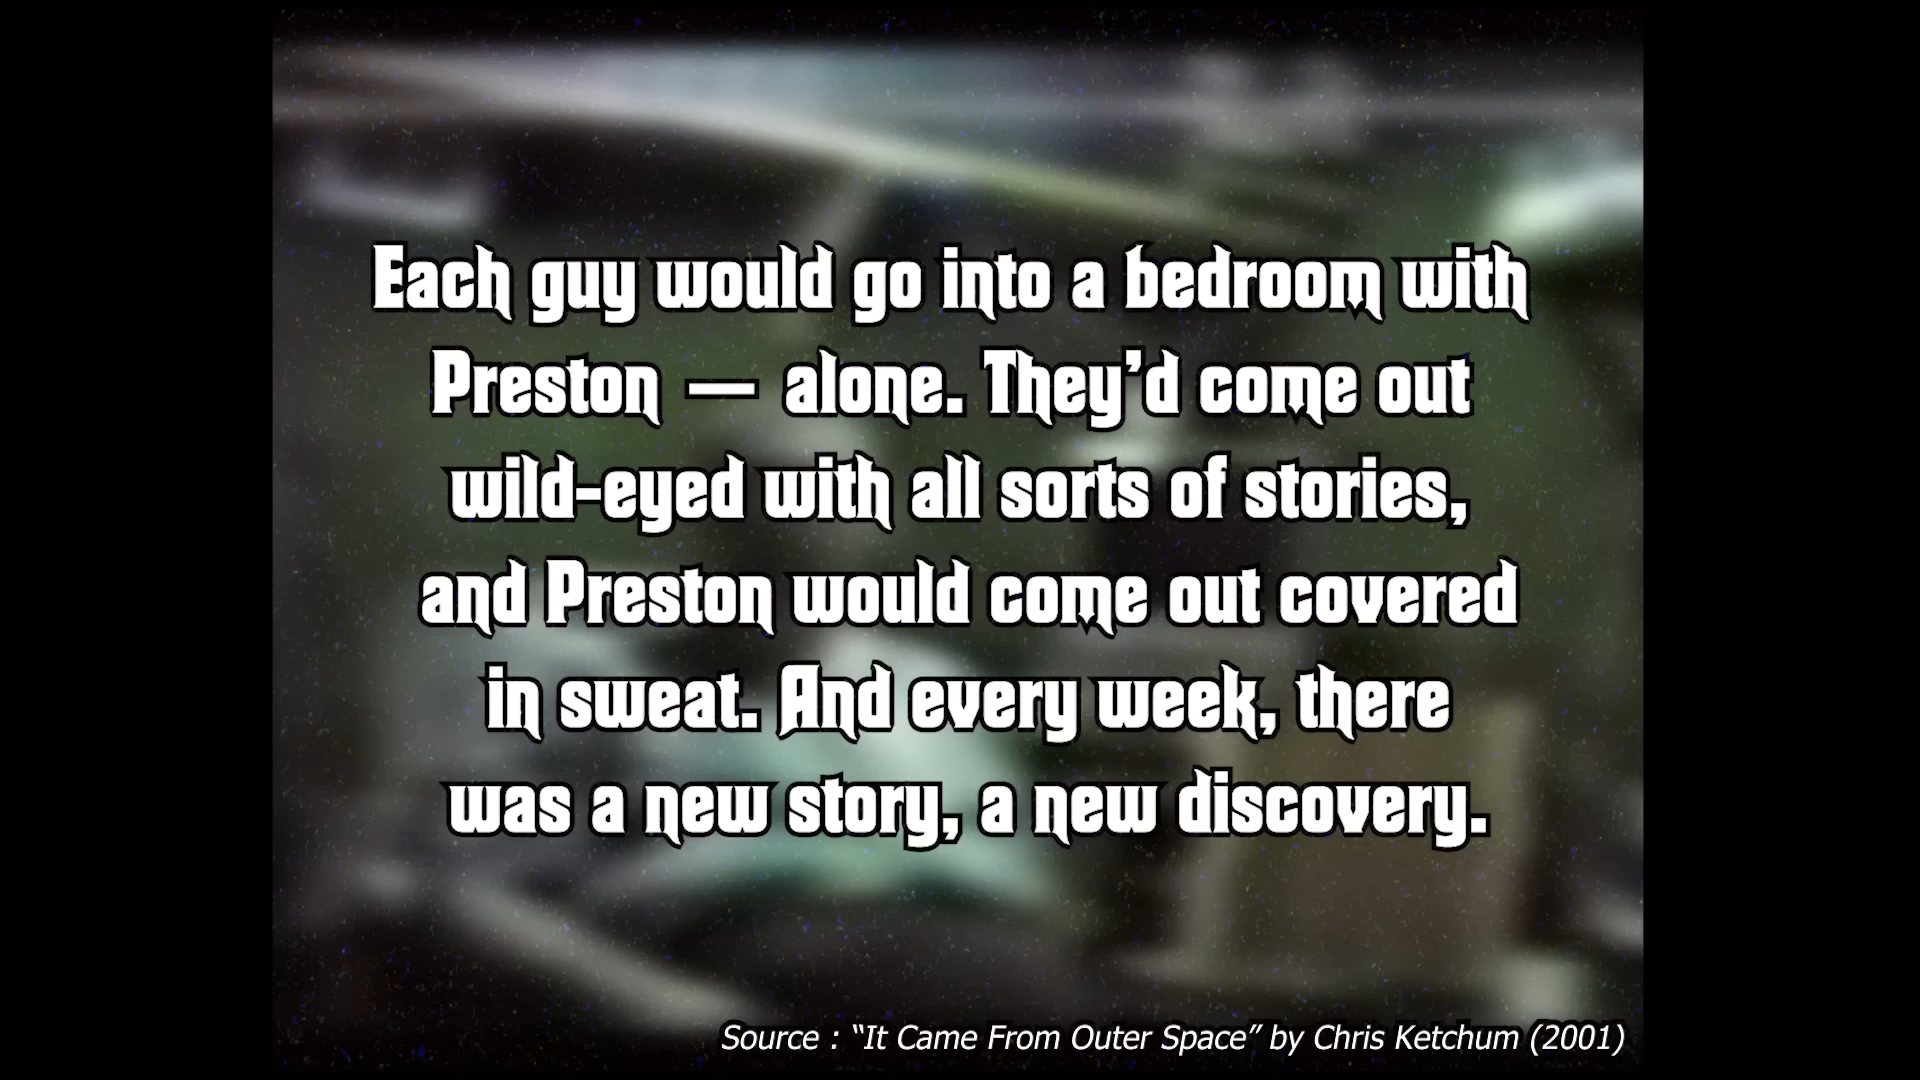 Each guy would go into a bedroom with
Preston — alone. They’d come out
wild-eyed with all sorts of stories,
and Preston would come out covered
in sweat. And every week, there
was a new story, a new discovery.
Source : “It Came From Outer Space” by Chris Ketchum (2001)